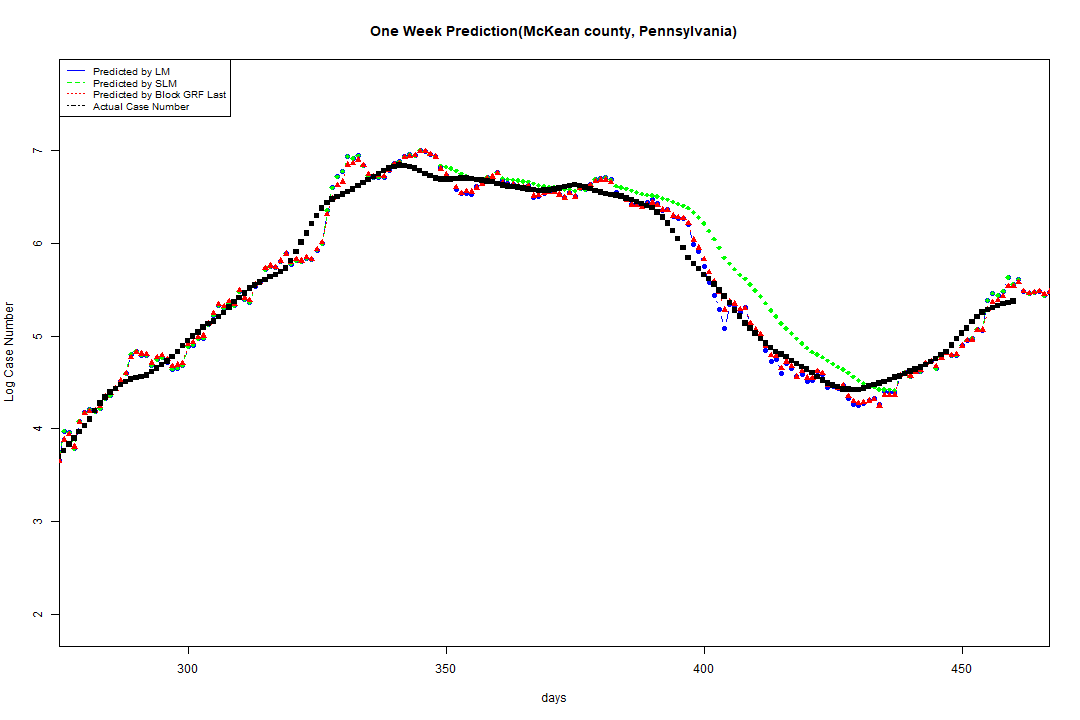 One Week Prediction(McKean county, Pennsylvania)
Predicted by LM
Predicted by SLM
Predicted by Block GRF Last
Actual Case Number
7
6
5
4
3
2
Log Case Number
300
350
400
450
days